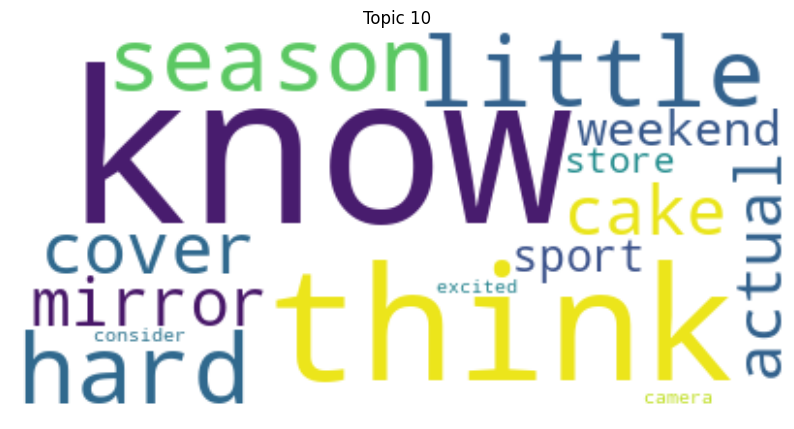 Topic 10
season
little
know
weekend
store
cake
actual
cover
sport
mirror
think
excited
consider
hard
camera